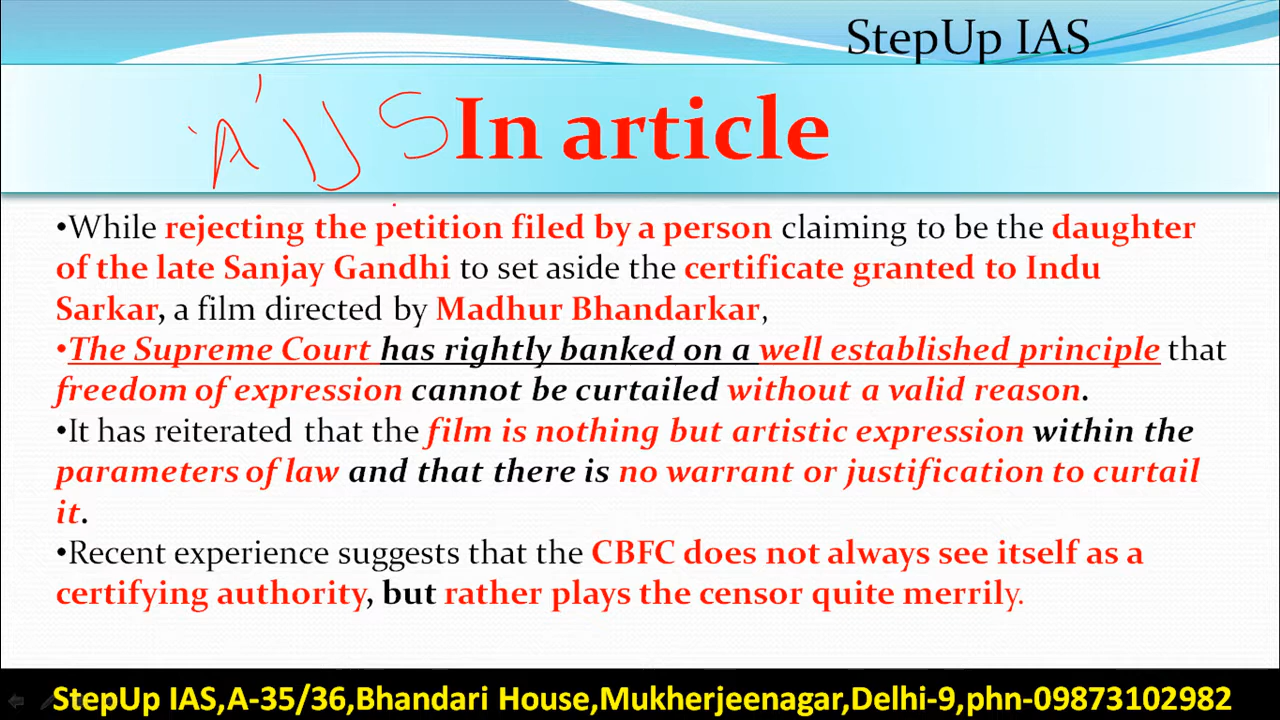 StepUp IAS
In article
•While rejecting the petition filed by a person claiming to be the daughter
of the late Sanjay Gandhi to set aside the certificate granted to Indu
Sarkar, a film directed by Madhur Bhandarkar,
•The Supreme Court has rightly banked on a well established principle that
freedom of expression cannot be curtailed without a valid reason.
•It has reiterated that the film is nothing but artistic expression within the
parameters of law and that there is no warrant or justification to curtail
it.
•Recent experience suggests that the CBFC does not always see itself as a
certifying authority, but rather plays the censor quite merrily.
StepUp IAS,A-35/36,Bhandari House,Mukherjeenagar,Delhi-9,phn-09873102982